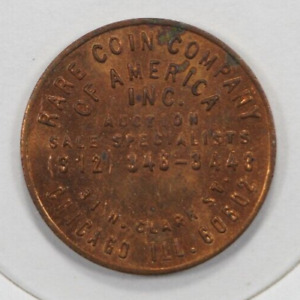 RARE COIN COMPANY
OF AMERICA
INC.
AUCTION
SALE SPECIALISTS
(312) 346-3443
N. CLARK ST.
CHICAGO ILL. 60602